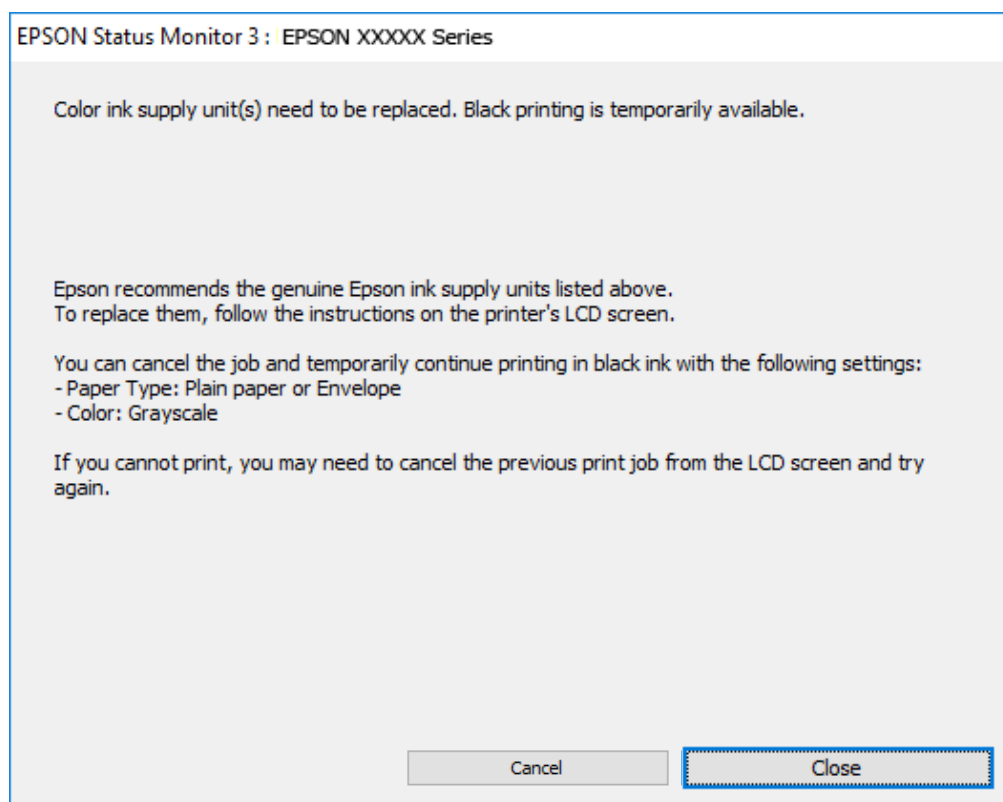 EPSON Status Monitor 3 : EPSON XXXXX Series
Color ink supply unit(s) need to be replaced. Black printing is temporarily available.
Epson recommends the genuine Epson ink supply units listed above.
To replace them, follow the instructions on the printer's LCD screen.
You can cancel the job and temporarily continue printing in black ink with the following settings:
- Paper Type: Plain paper or Envelope
- Color: Grayscale
If you cannot print, you may need to cancel the previous print job from the LCD screen and try
again.
Cancel
Close